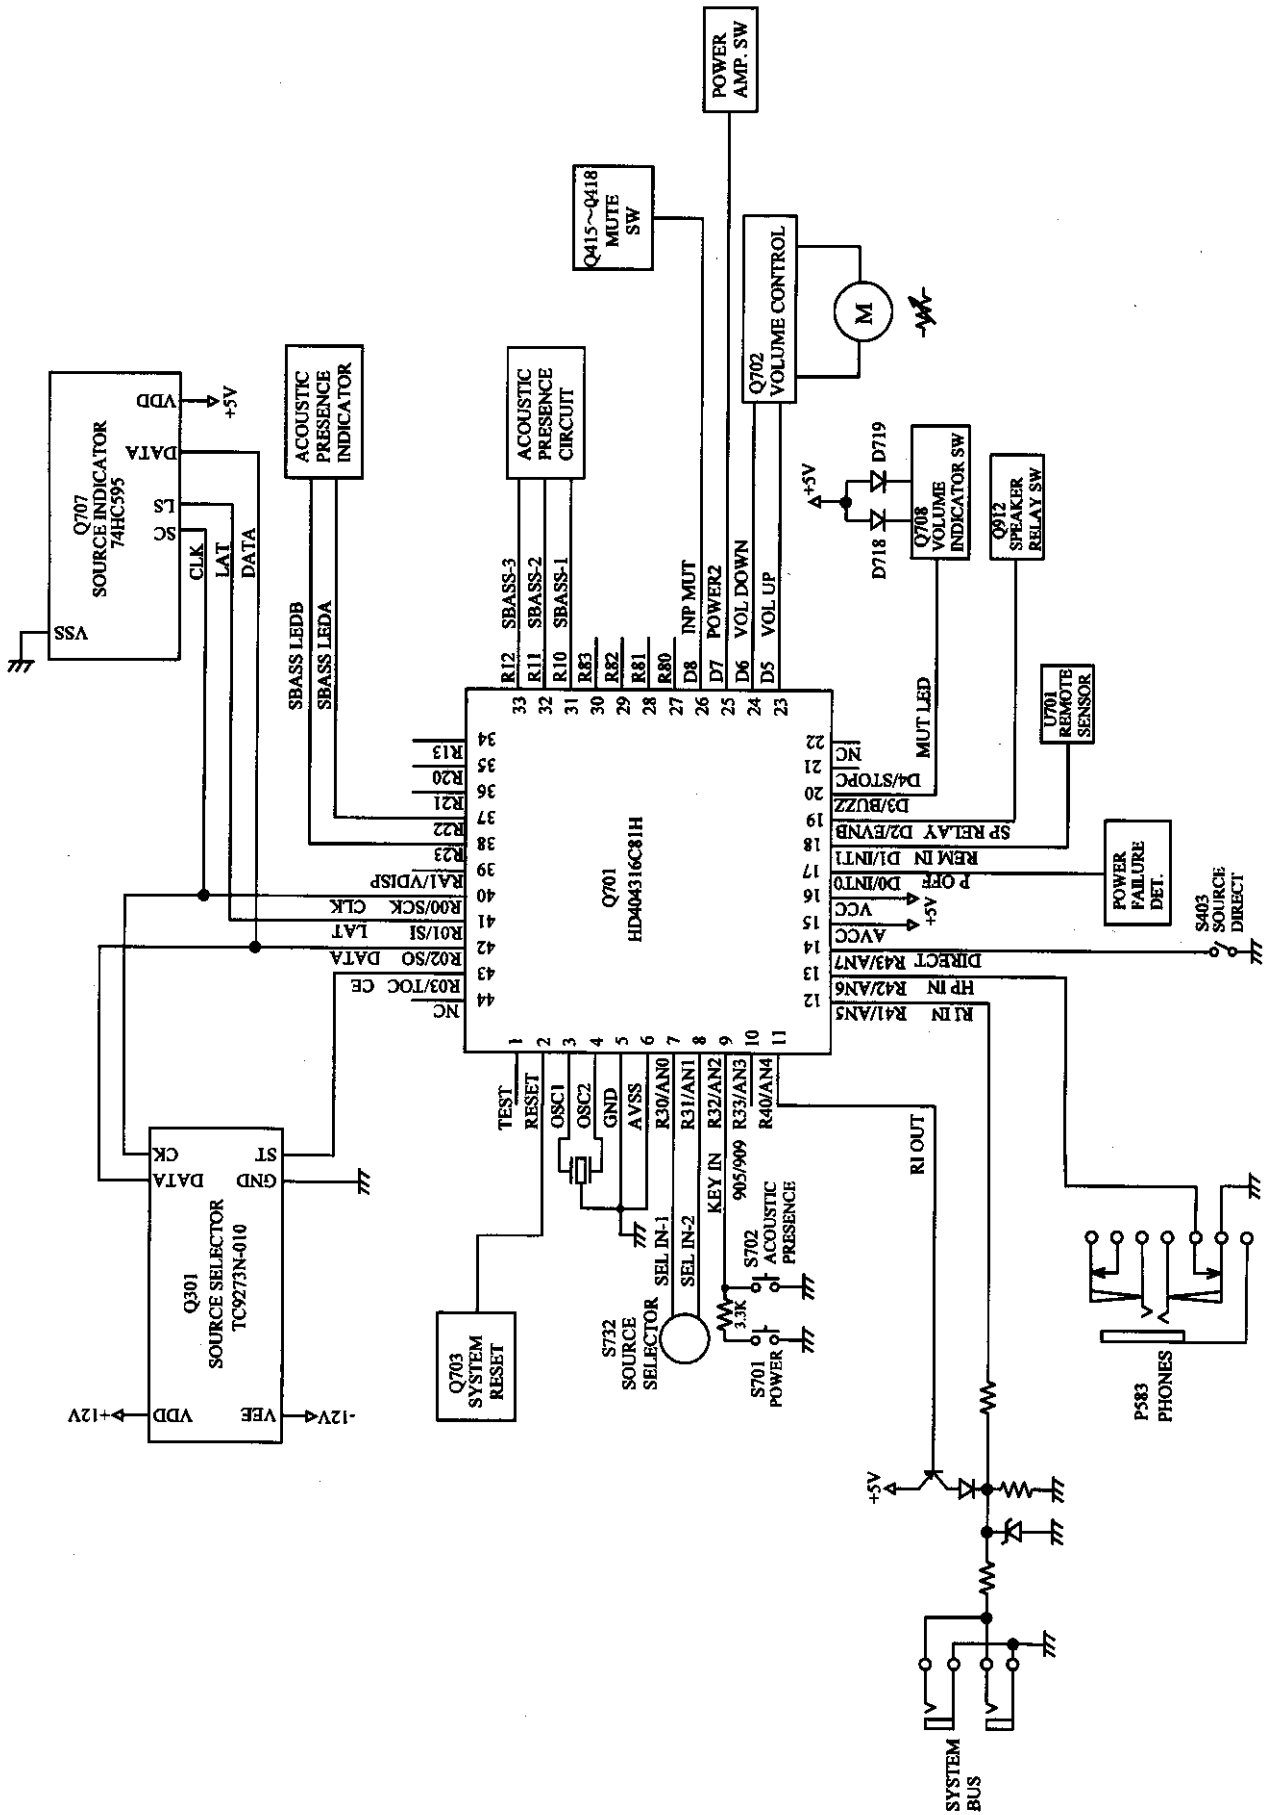 POWER
AMP. SW
Q415~Q418
MUTE
SW
Q702
VOLUME CONTROL
M
Q707
SOURCE INDICATOR
74HC595
VSS
VDD
+5V
DATA
LS
SC
CLK
LAT
DATA
ACOUSTIC
PRESENCE
INDICATOR
SBASS LEDB
SBASS LEDA
ACOUSTIC
PRESENCE
CIRCUIT
SBASS-3
SBASS-2
SBASS-1
R12
R11
R10
R83
R82
R81
R80
D8 INP MUT
D7 POWER2
D6 VOL DOWN
D5 VOL UP
33
32
31
30
29
28
27
26
25
24
23
+5V
D718
D719
Q708
VOLUME
INDICATOR SW
Q912
SPEAKER
RELAY SW
MUT LED
U701
REMOTE
SENSOR
POWER
FAILURE
DET.
S403
SOURCE
DIRECT
34 R13
35 R20
36 R21
37 R22
38 R23
39 RA1/VDISP
40 R00/SCK CLK
41 R01/SI LAT
42 R02/SO DATA
43 R03/TOC CE
44 NC
Q701
HD404316C81H
22 NC
21 D4/STOPC
20 D3/BUZZ
19 D2/EVNB SP RELAY
18 D1/INT1 REM IN
17 D0/INT0 P OFF
16 VCC
+5V
15 AVCC
14 R43/AN7 DIRECT
13 R42/AN6 HP IN
12 R41/AN5 RI IN
1 TEST
2 RESET
3 OSC1
4 OSC2
5 GND
6 AVSS
7 R30/AN0
8 R31/AN1
9 R32/AN2
10 R33/AN3
11 R40/AN4
SEL IN-1
SEL IN-2
KEY IN
905/909
RI OUT
CK
DATA
ST
GND
Q301
SOURCE SELECTOR
TC9273N-010
VDD
+12V
VEE
-12V
Q703
SYSTEM
RESET
S732
SOURCE
SELECTOR
S702
ACOUSTIC
PRESENCE
3.3K
S701
POWER
+5V
P583
PHONES
SYSTEM
BUS